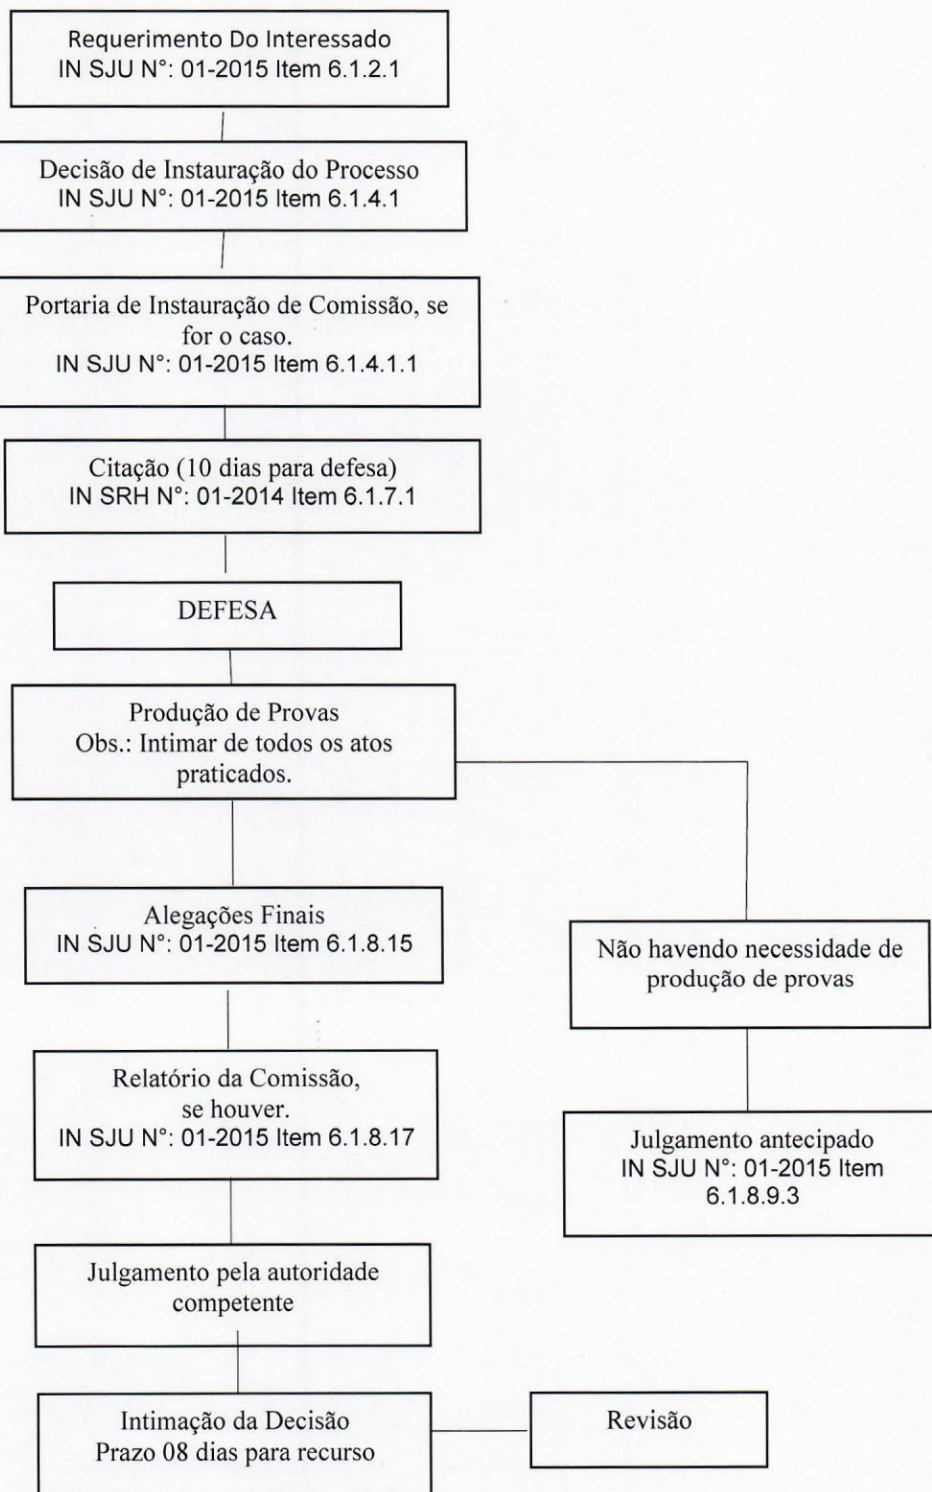 Requerimento Do Interessado
IN SJU N°: 01-2015 Item 6.1.2.1
Decisão de Instauração do Processo
IN SJU N°: 01-2015 Item 6.1.4.1
Portaria de Instauração de Comissão, se
for o caso.
IN SJU N°: 01-2015 Item 6.1.4.1.1
Citação (10 dias para defesa)
IN SRH N°: 01-2014 Item 6.1.7.1
DEFESA
Produção de Provas
Obs.: Intimar de todos os atos
praticados.
Alegações Finais
IN SJU N°: 01-2015 Item 6.1.8.15
Não havendo necessidade de
produção de provas
Relatório da Comissão,
se houver.
IN SJU N°: 01-2015 Item 6.1.8.17
Julgamento antecipado
IN SJU N°: 01-2015 Item
6.1.8.9.3
Julgamento pela autoridade
competente
Intimação da Decisão
Prazo 08 dias para recurso
Revisão